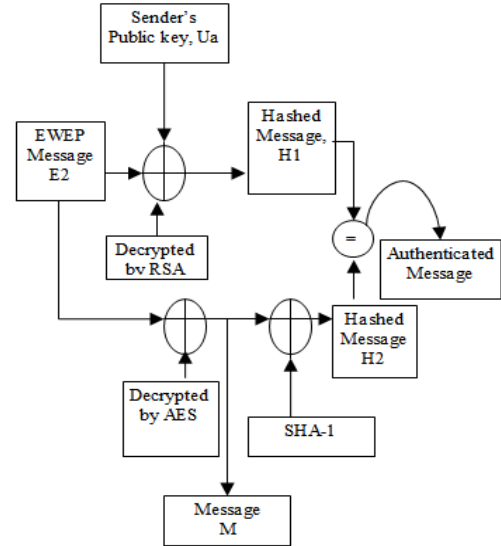 Sender's
Public key, Ua
EWEP
Message
E2
Hashed
Message,
H1
Decrypted
by RSA
=
Authenticated
Message
Decrypted
by AES
SHA-1
Hashed
Message
H2
Message
M